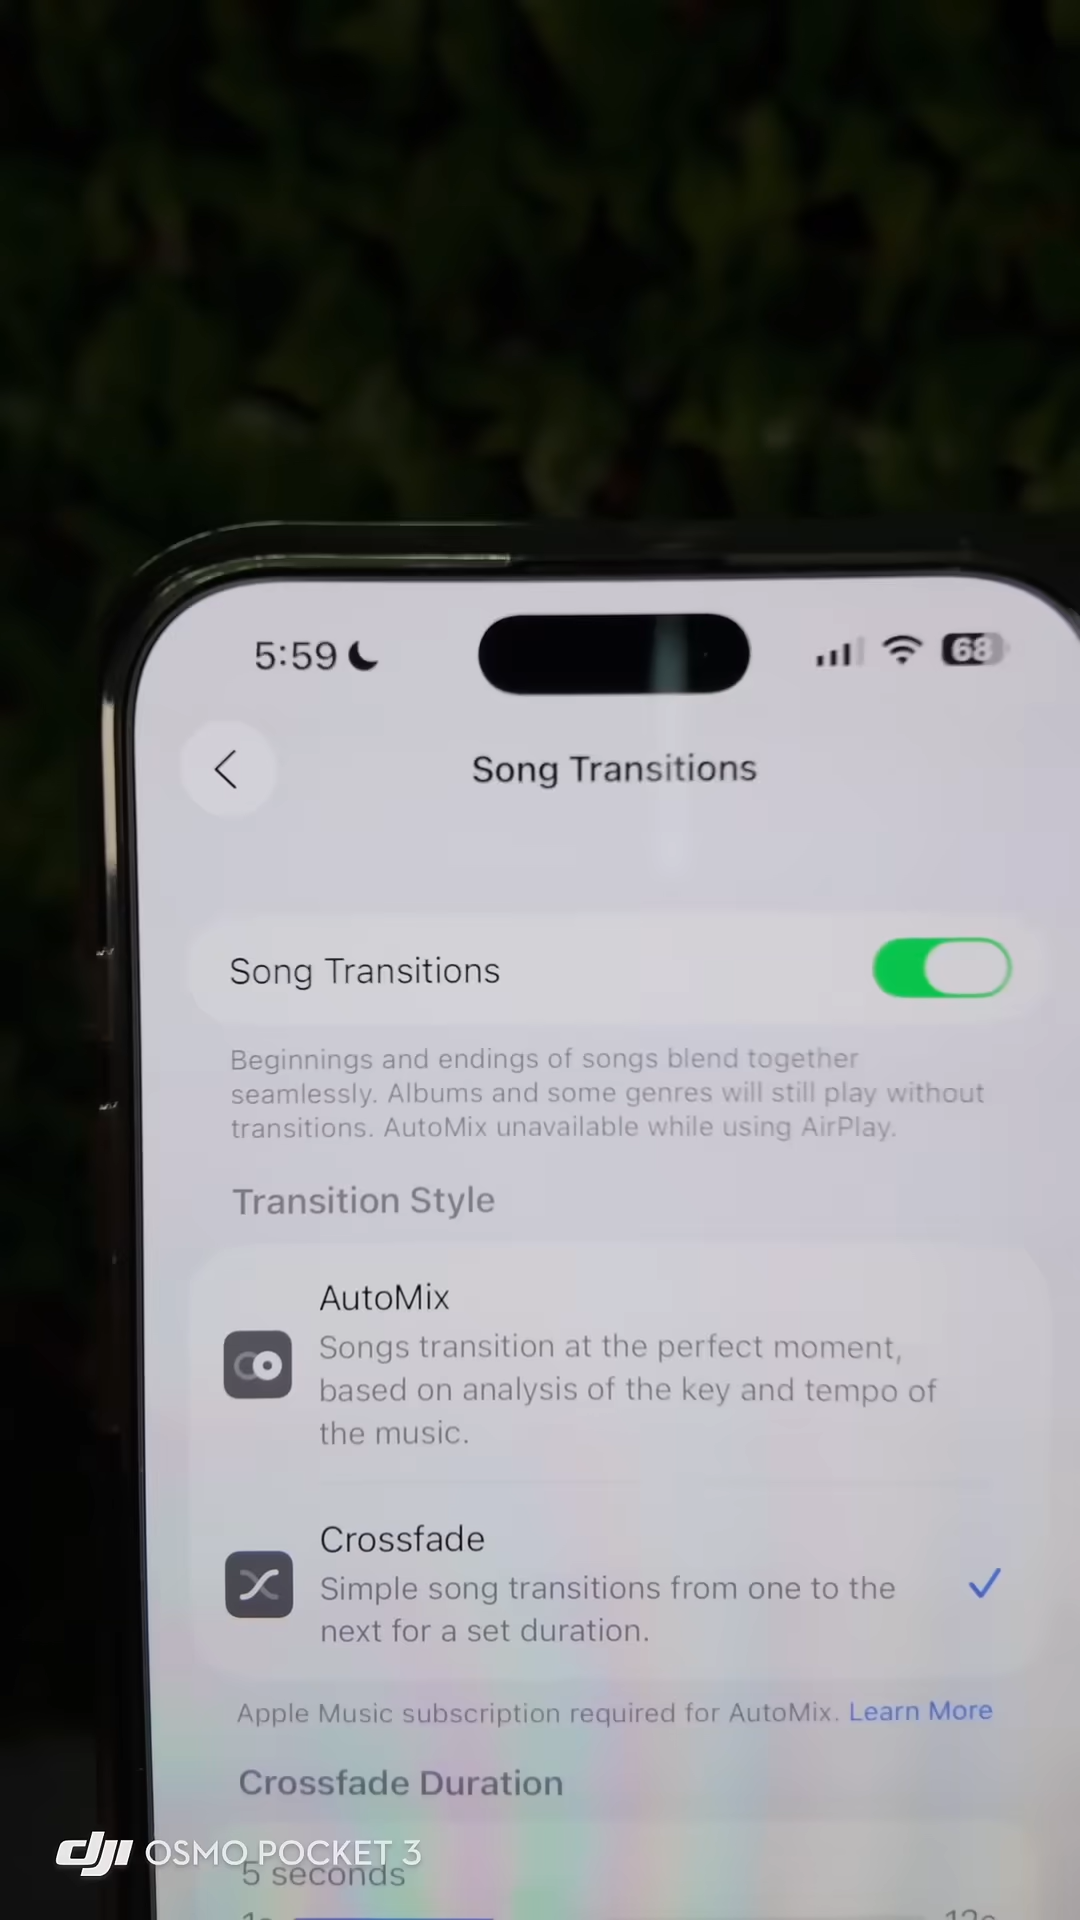 5:59
68
Song Transitions
Song Transitions
Beginnings and endings of songs blend together
seamlessly. Albums and some genres will still play without
transitions. AutoMix unavailable while using AirPlay.
Transition Style
AutoMix
Songs transition at the perfect moment,
based on analysis of the key and tempo of
the music.
Crossfade
Simple song transitions from one to the
next for a set duration.
Apple Music subscription required for AutoMix. Learn More
Crossfade Duration
dji OSMO POCKET 3
5 seconds